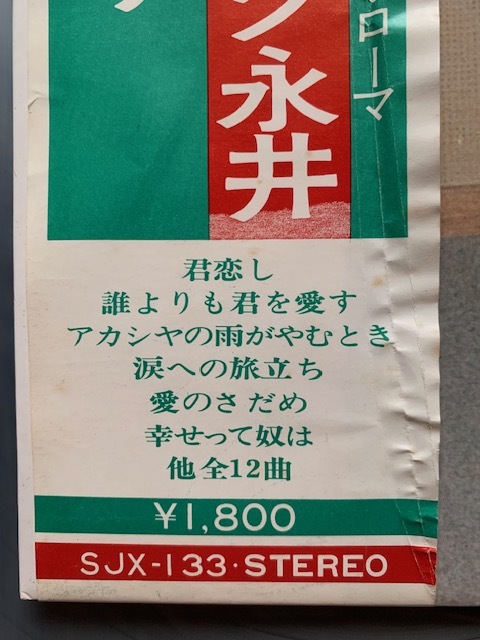 ローマ
ン永井
君恋し
誰よりも君を愛す
アカシヤの雨がやむとき
涙への旅立ち
愛のさだめ
幸せって奴は
他全12曲
¥1,800
SJX-133·STEREO